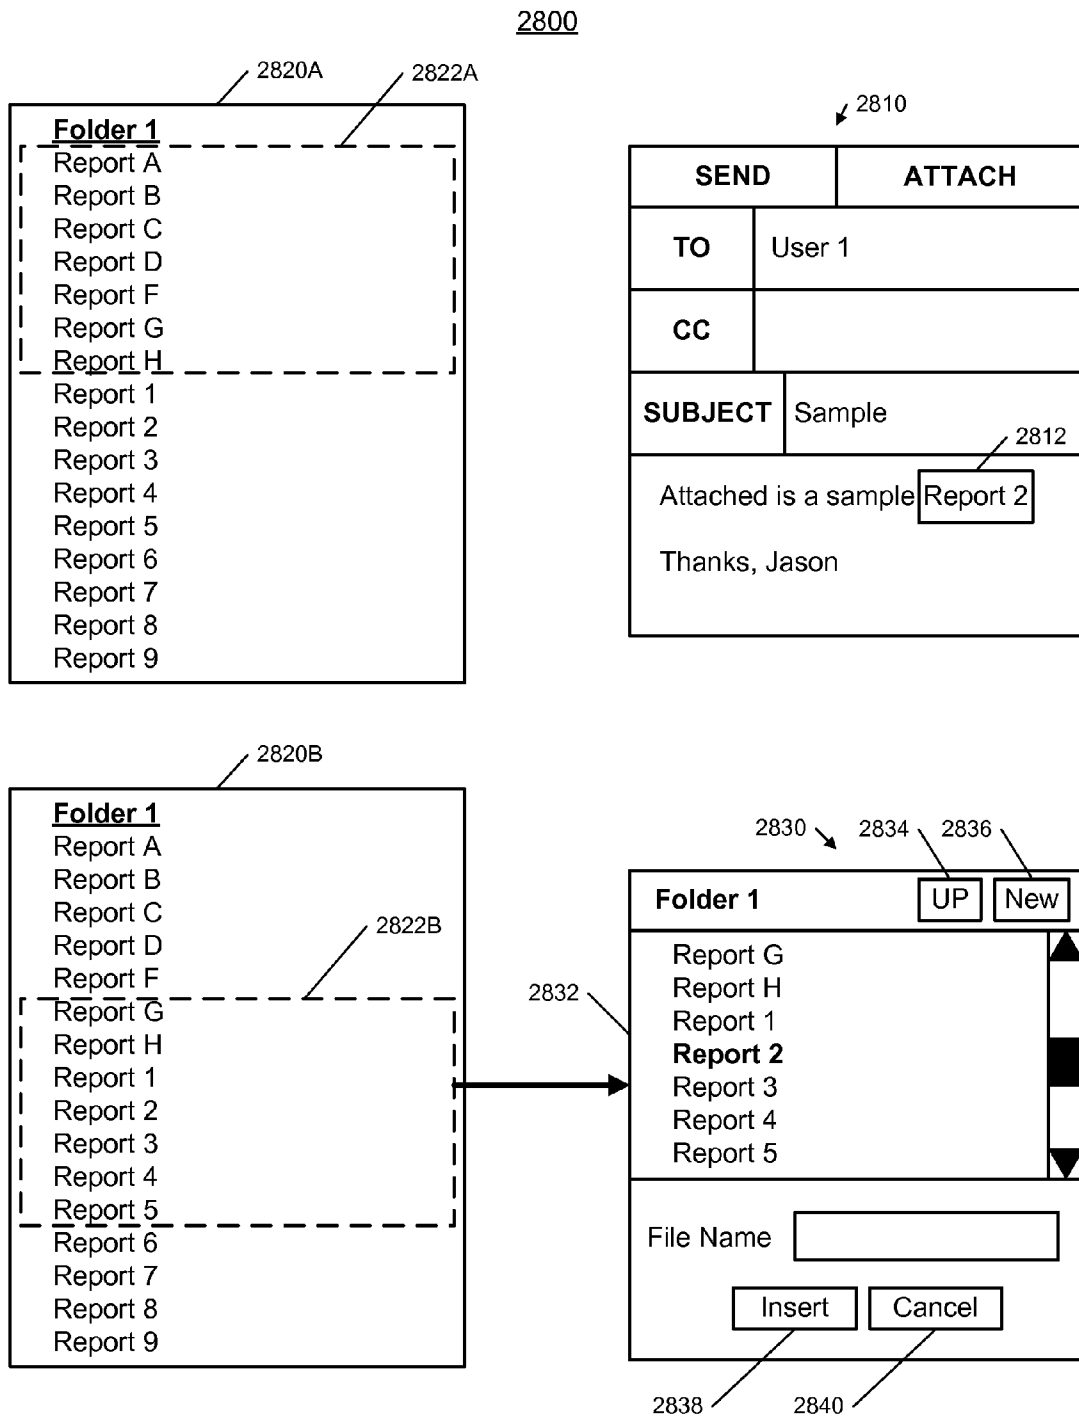 2800
2820A
2822A
Folder 1
Report A
Report B
Report C
Report D
Report F
Report G
Report H
Report 1
Report 2
Report 3
Report 4
Report 5
Report 6
Report 7
Report 8
Report 9
2810
SEND ATTACH
TO User 1
CC
SUBJECT Sample
2812
Attached is a sample Report 2
Thanks, Jason
2820B
Folder 1
Report A
Report B
Report C
Report D
Report F
2822B
Report G
Report H
Report 1
Report 2
Report 3
Report 4
Report 5
Report 6
Report 7
Report 8
Report 9
2830 2834 2836
Folder 1 UP New
2832
Report G
Report H
Report 1
Report 2
Report 3
Report 4
Report 5
File Name
Insert Cancel
2838 2840